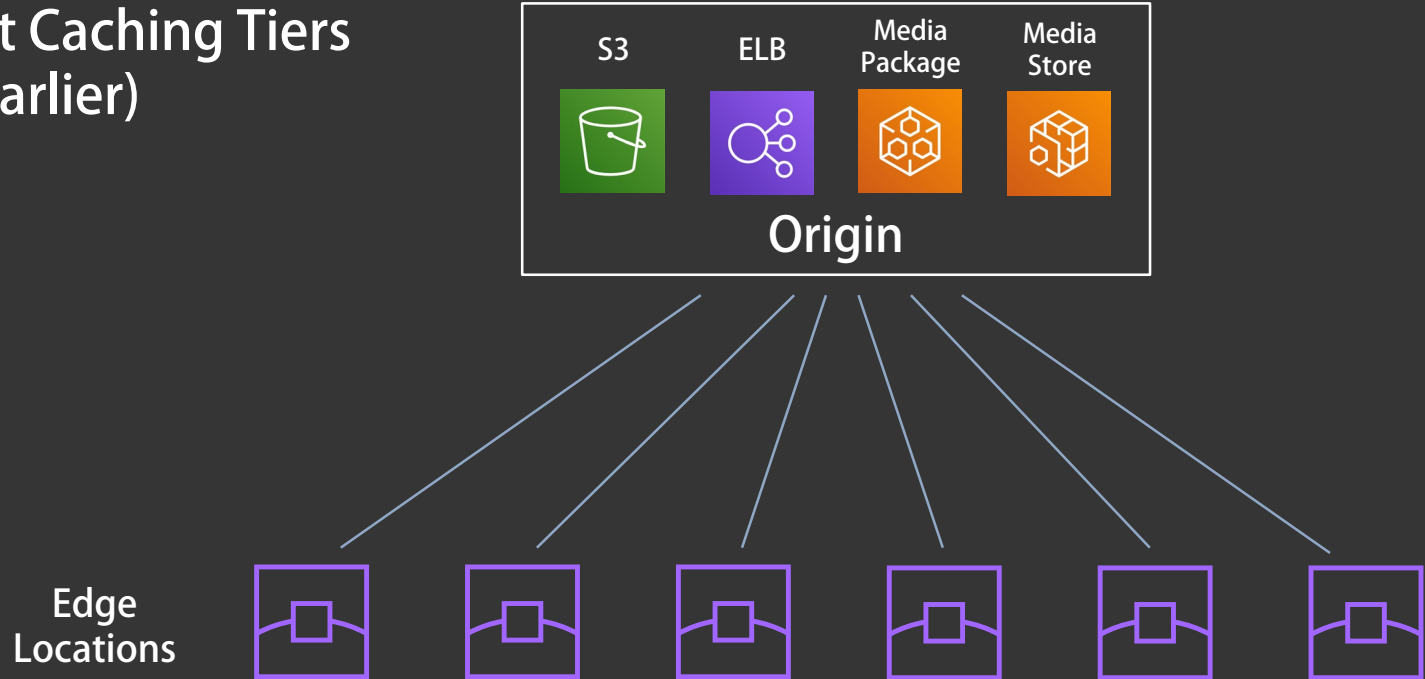 t Caching Tiers
arlier)
S3
ELB
Media
Package
Media
Store
Origin
Edge
Locations